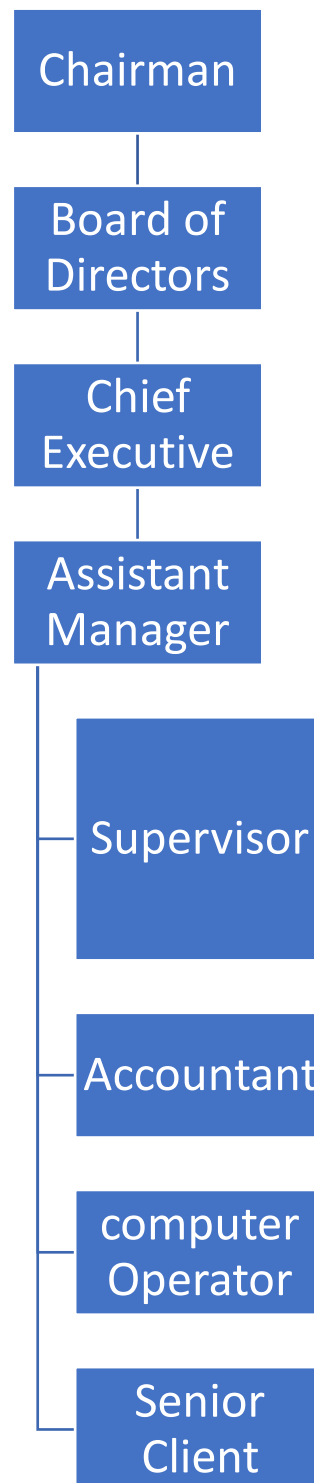 Chairman
Board of
Directors
Chief
Executive
Assistant
Manager
Supervisor
Accountant
computer
Operator
Senior
Client